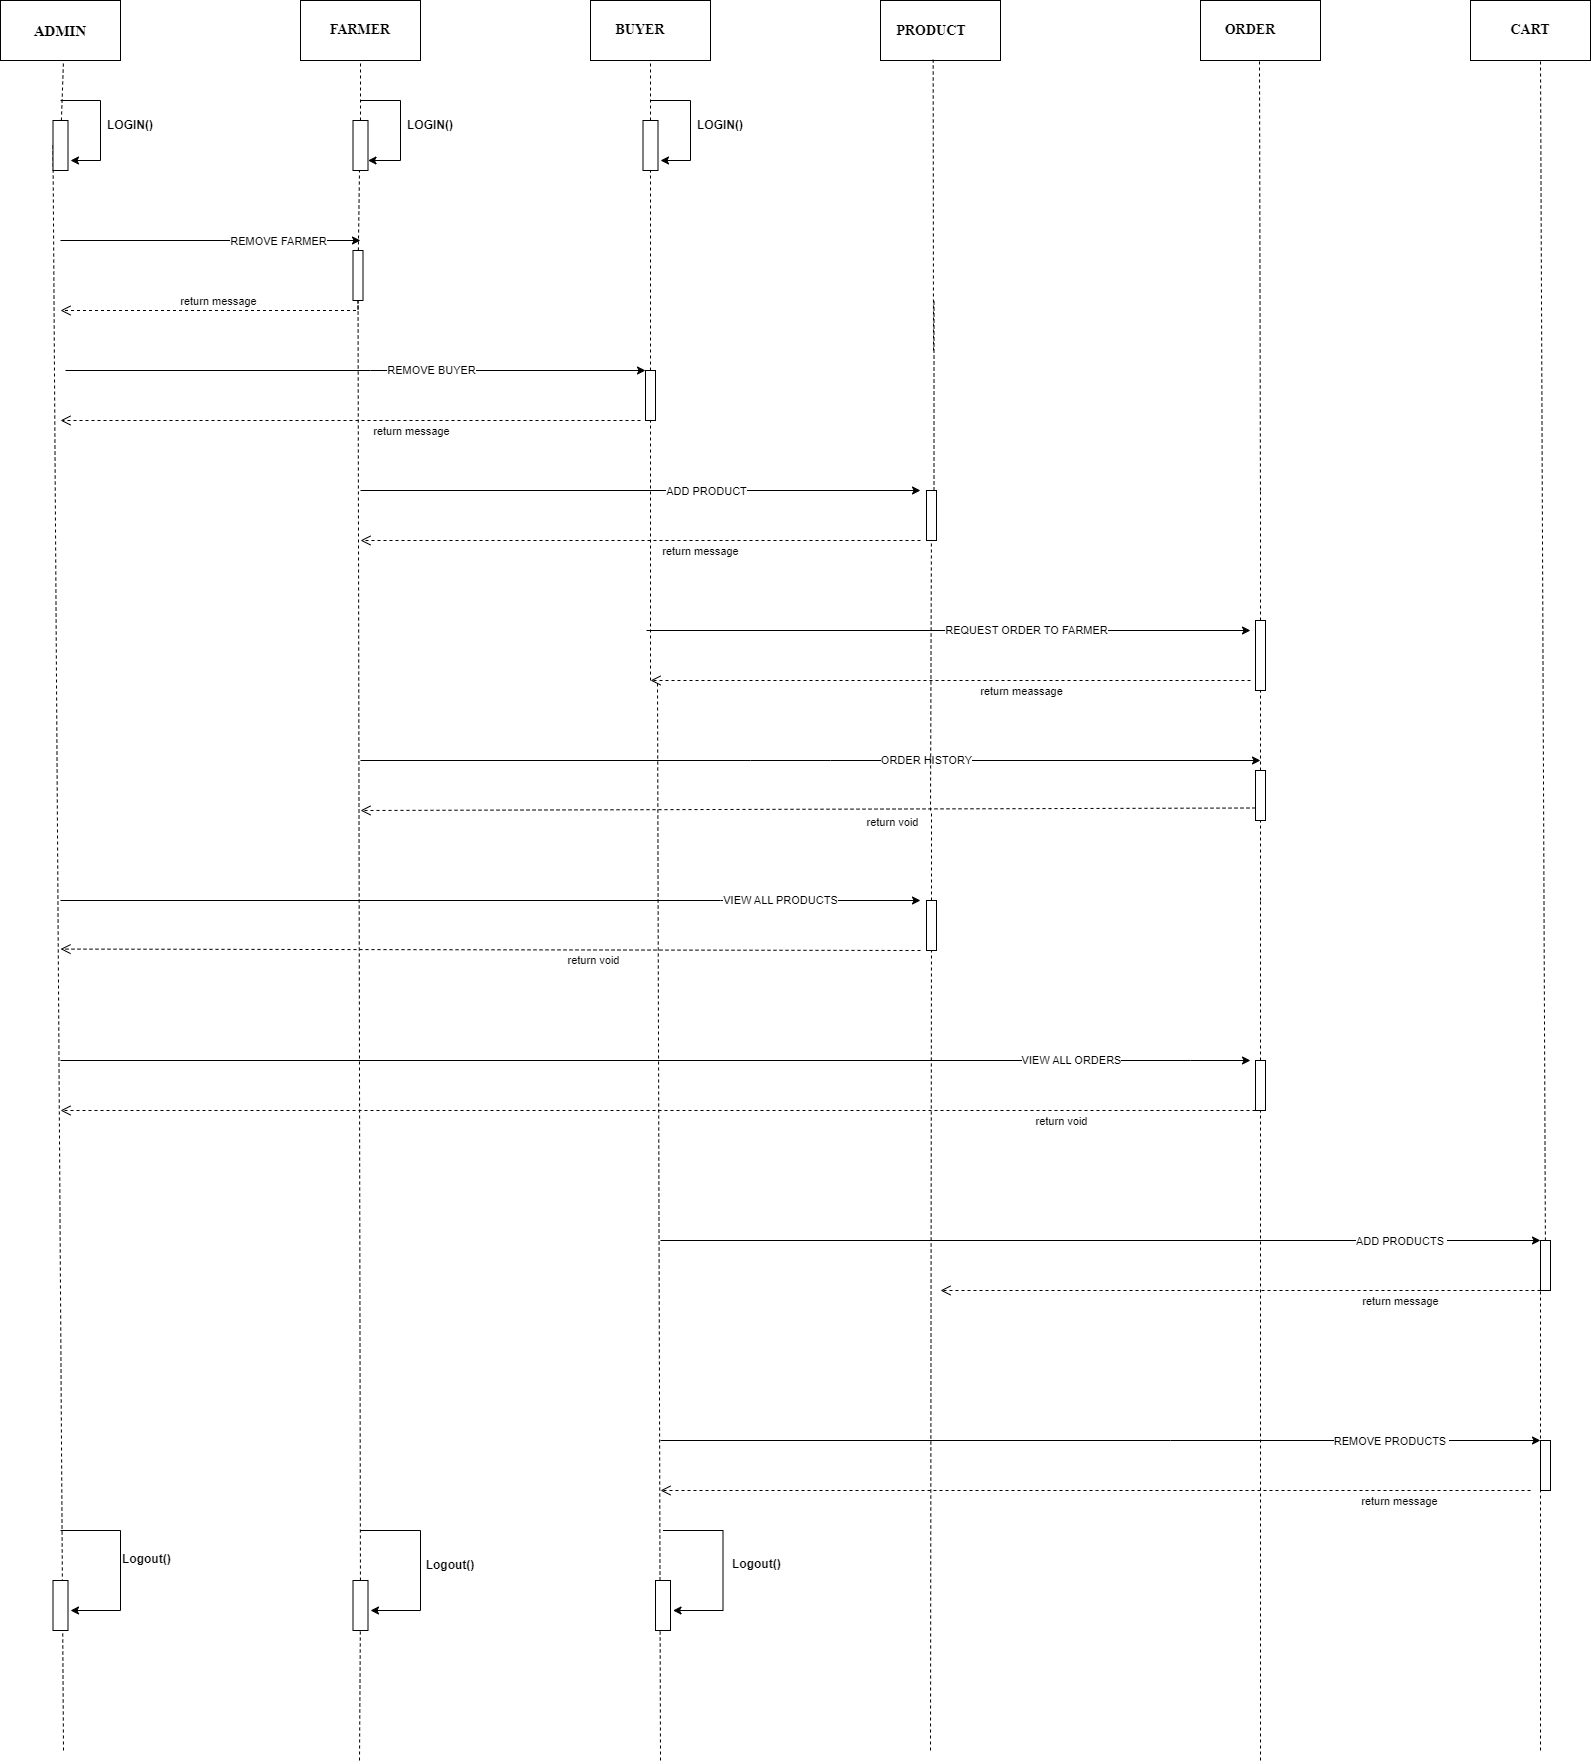 ADMIN
FARMER
BUYER
PRODUCT
ORDER
CART
LOGIN()
LOGIN()
LOGIN()
REMOVE FARMER
return message
REMOVE BUYER
return message
ADD PRODUCT
return message
REQUEST ORDER TO FARMER
return meassage
ORDER HISTORY
return void
VIEW ALL PRODUCTS
return void
VIEW ALL ORDERS
return void
ADD PRODUCTS
return message
REMOVE PRODUCTS
return message
Logout()
Logout()
Logout()